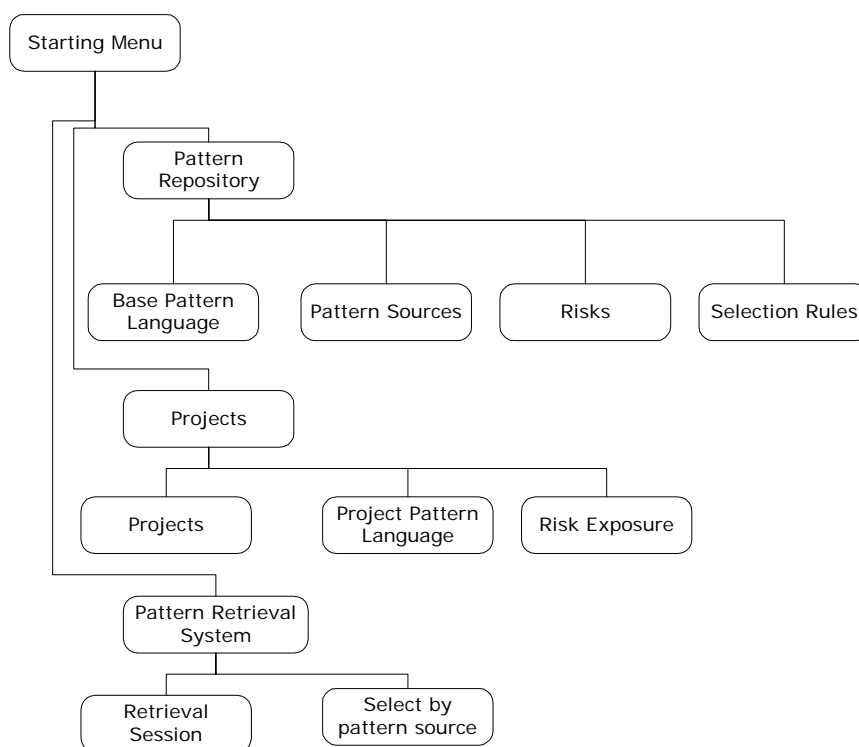 Starting Menu
Pattern
Repository
Base Pattern
Language
Pattern Sources
Risks
Selection Rules
Projects
Projects
Project Pattern
Language
Risk Exposure
Pattern Retrieval
System
Retrieval
Session
Select by
pattern source